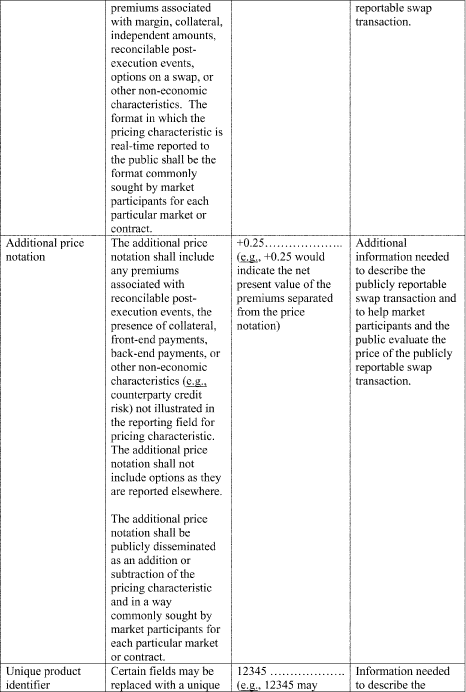 premiums associated
with margin, collateral,
independent amounts,
reconcilable post-
execution events,
options on a swap, or
other non-economic
characteristics.  The
format in which the
pricing characteristic is
real-time reported to
the public shall be the
format commonly
sought by market
participants for each
particular market or
contract.
reportable swap
transaction.
Additional price
notation
The additional price
notation shall include
any premiums
associated with
reconcilable post-
execution events, the
presence of collateral,
front-end payments,
back-end payments, or
other non-economic
characteristics (e.g.,
counterparty credit
risk) not illustrated in
the reporting field for
pricing characteristic.
The additional price
notation shall not
include options as they
are reported elsewhere.
The additional price
notation shall be
publicly disseminated
as an addition or
subtraction of the
pricing characteristic
and in a way
commonly sought by
market participants for
each particular market
or contract.
+0.25………………..
(e.g., +0.25 would
indicate the net
present value of the
premiums separated
from the price
notation)
Additional
information needed
to describe the
publicly reportable
swap transaction and
to help market
participants and the
public evaluate the
price of the publicly
reportable swap
transaction.
Unique product
identifier
Certain fields may be
replaced with a unique
12345 ……………….
(e.g., 12345 may
Information needed
to describe the